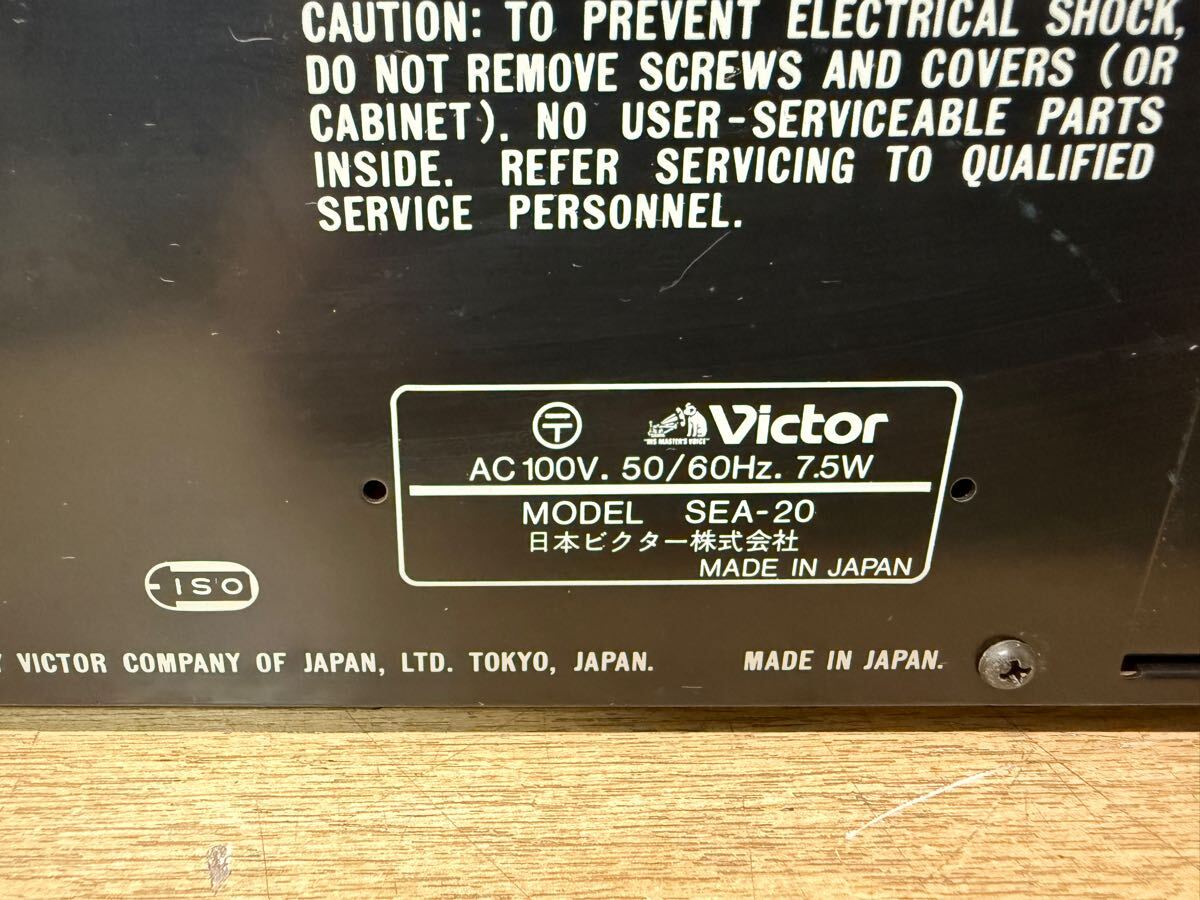 CAUTION: TO PREVENT ELECTRICAL SHOCK,
DO NOT REMOVE SCREWS AND COVERS (OR
CABINET). NO USER-SERVICEABLE PARTS
INSIDE. REFER SERVICING TO QUALIFIED
SERVICE PERSONNEL.
〒 "HIS MASTER'S VOICE" Victor
AC 100V. 50/60Hz. 7.5W
MODEL SEA-20
日本ビクター株式会社
MADE IN JAPAN
ISO
Y VICTOR COMPANY OF JAPAN, LTD. TOKYO, JAPAN. MADE IN JAPAN.